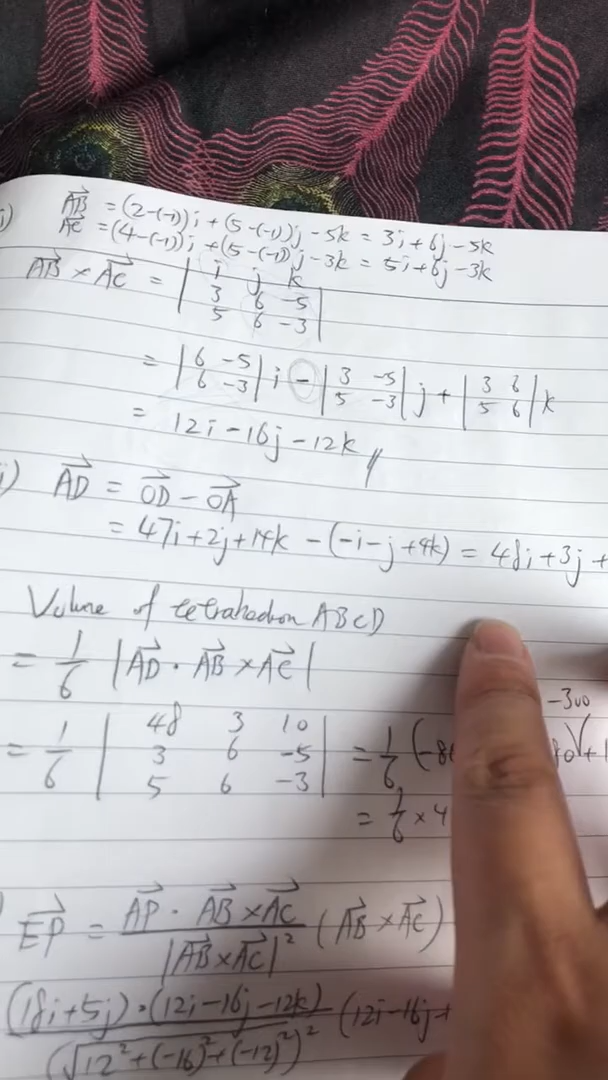 i) AB = (2-(-1))i + (5-(-1))j - 5k = 3i + 6j - 5k
AC = (4-(-1))i + (5-(-1))j - 3k = 5i + 6j - 3k
AB × AC = | i j k |
| 3 6 -5 |
| 5 6 -3 |
= | 6 -5 | i - | 3 -5 | j + | 3 6 | k
| 6 -3 | | 5 -3 | | 5 6 |
= 12i - 16j - 12k //
i) AD = OD - OA
= 47i + 2j + 14k - (-i - j + 4k) = 48i + 3j +
Volume of tetrahedron ABCD
= 1/6 | AD · AB × AC |
-300
= 1/6 | 48 3 10 | = 1/6 (
| 3 6 -5 |
| 5 6 -3 |
= 1/6 × 4
) EP = AP · AB × AC / |AB × AC|² (AB × AC)
(18i + 5j) · (12i - 16j - 12k) / (√12² + (-16)² + (-12)²)² (12i - 16j